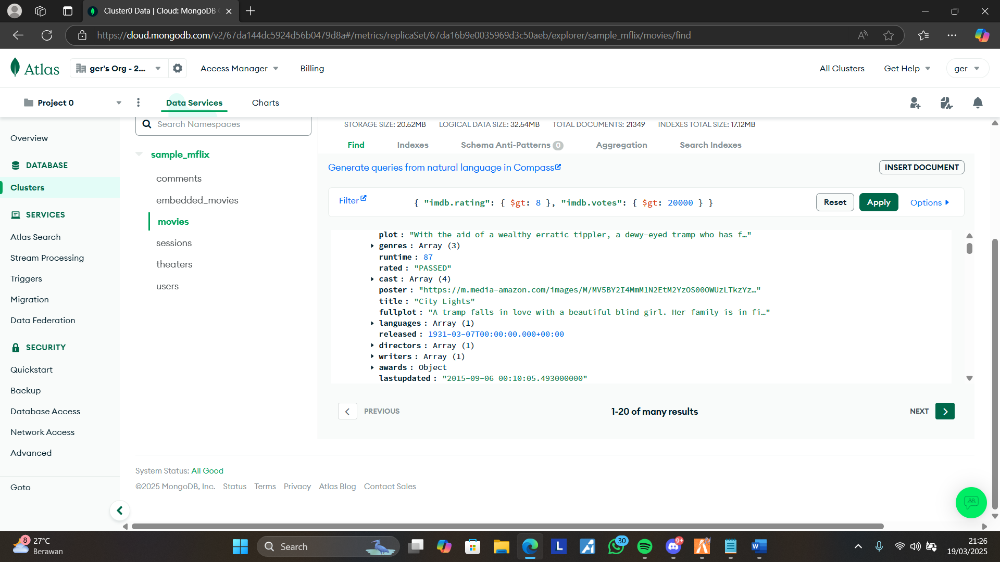 Cluster0 Data | Cloud: MongoDB
https://cloud.mongodb.com/v2/67da144dc5924d56b0479d8a#/metrics/replicaSet/67da16b9e0035969d3c50aeb/explorer/sample_mflix/movies/find
Atlas
ger's Org - 2...
Access Manager
Billing
All Clusters
Get Help
ger
Project 0
Data Services
Charts
Overview
DATABASE
Clusters
SERVICES
Atlas Search
Stream Processing
Triggers
Migration
Data Federation
SECURITY
Quickstart
Backup
Database Access
Network Access
Advanced
Goto
Search Namespaces
sample_mflix
comments
embedded_movies
movies
sessions
theaters
users
STORAGE SIZE: 20.52MB LOGICAL DATA SIZE: 32.54MB TOTAL DOCUMENTS: 21349 INDEXES TOTAL SIZE: 17.12MB
Find Indexes Schema Anti-Patterns 0 Aggregation Search Indexes
Generate queries from natural language in Compass
INSERT DOCUMENT
Filter
{ "imdb.rating": { $gt: 8 }, "imdb.votes": { $gt: 20000 } }
Reset
Apply
Options
plot : "With the aid of a wealthy erratic tippler, a dewy-eyed tramp who has f…"
genres : Array (3)
runtime : 87
rated : "PASSED"
cast : Array (4)
poster : "https://m.media-amazon.com/images/M/MV5BY2I4MmM1N2EtM2YzOS00OWUzLTkzYz…"
title : "City Lights"
fullplot : "A tramp falls in love with a beautiful blind girl. Her family is in fi…"
languages : Array (1)
released : 1931-03-07T00:00:00.000+00:00
directors : Array (1)
writers : Array (1)
awards : Object
lastupdated : "2015-09-06 00:10:05.493000000"
PREVIOUS
1-20 of many results
NEXT
System Status: All Good
©2025 MongoDB, Inc. Status Terms Privacy Atlas Blog Contact Sales
8
27°C
Berawan
Search
L
30
9+
W
21:26
19/03/2025